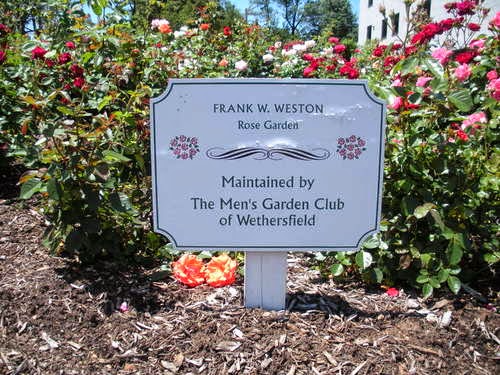 FRANK W. WESTON
Rose Garden
Maintained by
The Men's Garden Club
of Wethersfield